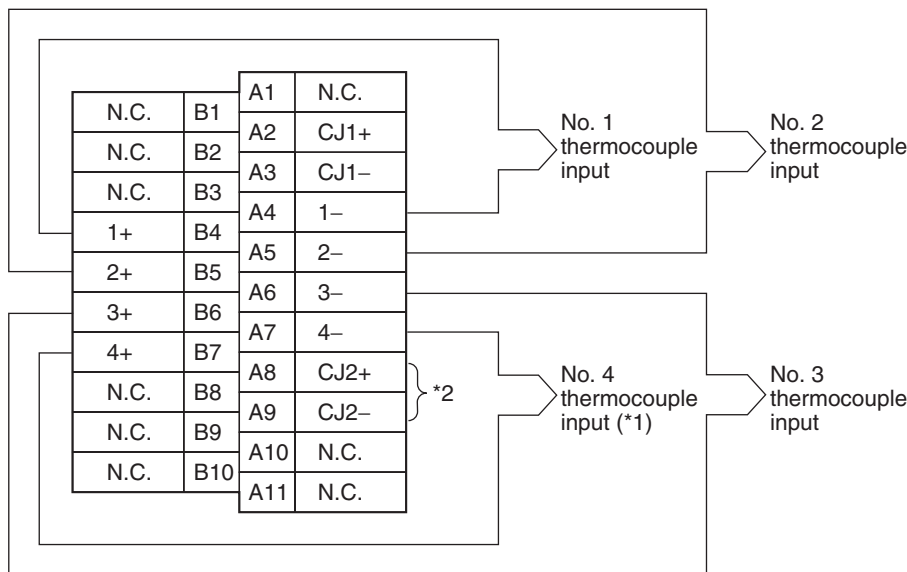 N.C. B1
N.C. B2
N.C. B3
1+ B4
2+ B5
3+ B6
4+ B7
N.C. B8
N.C. B9
N.C. B10
A1 N.C.
A2 CJ1+
A3 CJ1−
A4 1−
A5 2−
A6 3−
A7 4−
A8 CJ2+
A9 CJ2−
A10 N.C.
A11 N.C.
*2
No. 1
thermocouple
input
No. 2
thermocouple
input
No. 4
thermocouple
input (*1)
No. 3
thermocouple
input